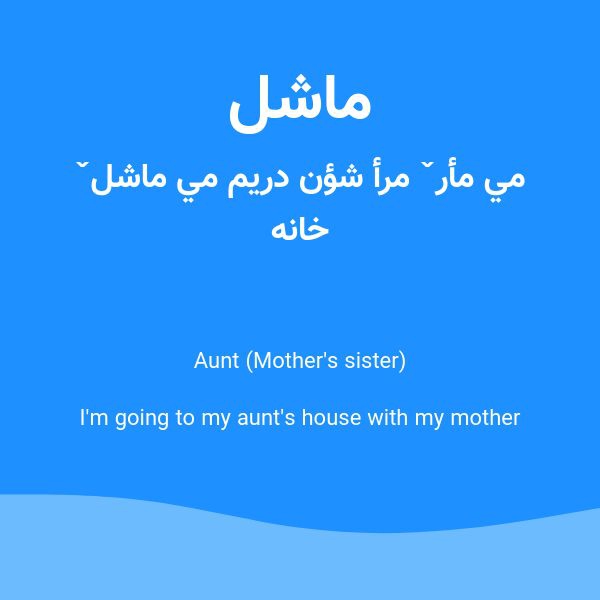 ماشل
مي مأرˇ مرأ شؤن دريم مي ماشلˇ
خانه
Aunt (Mother's sister)
I'm going to my aunt's house with my mother